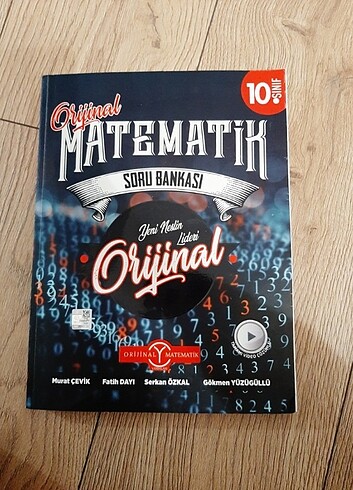 10. SINIF
Orijinal
MATEMATİK
SORU BANKASI
Yeni Neslin
Lideri
Orijinal
ORİJİNAL MATEMATİK
Murat ÇEVİK Fatih DAYI Serkan ÖZKAL Gökmen YÜZÜGÜLLÜ